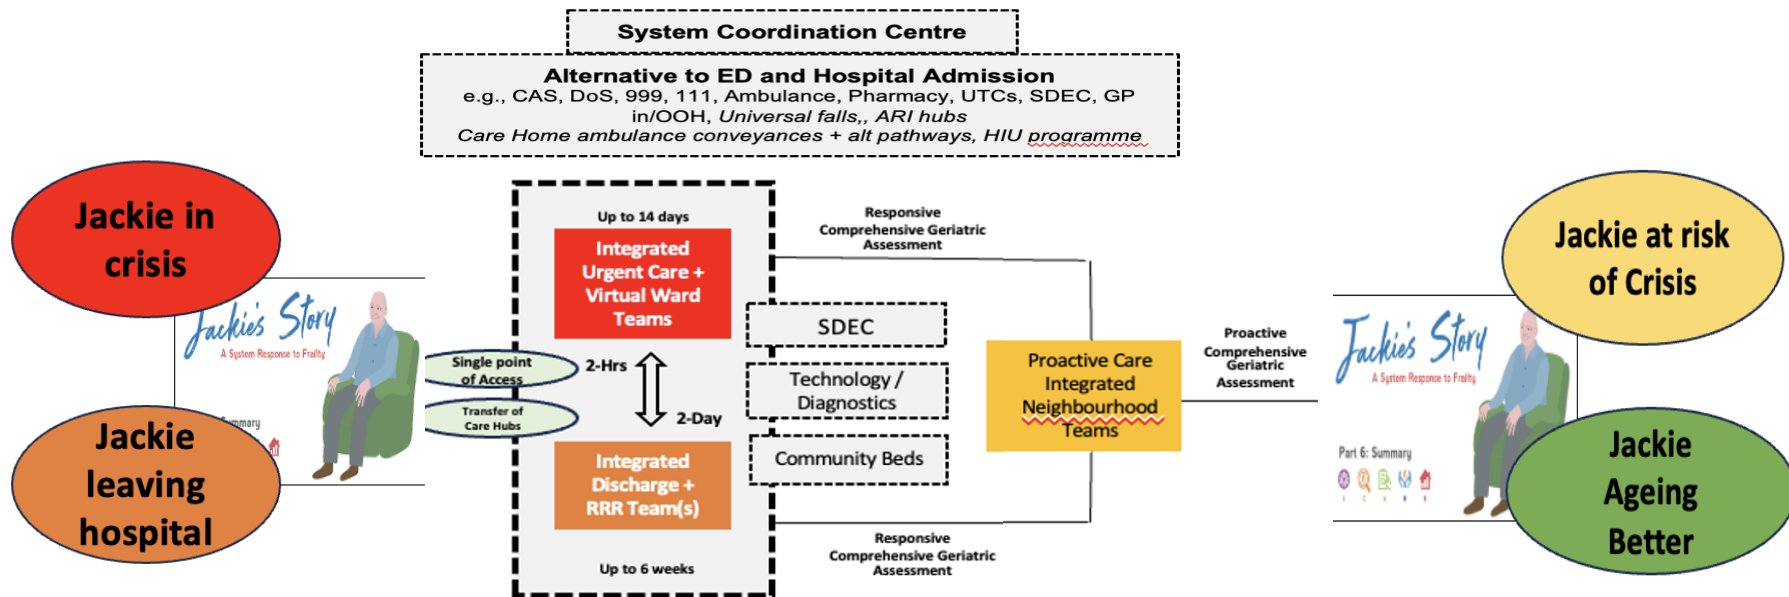 System Coordination Centre
Alternative to ED and Hospital Admission
e.g., CAS, DoS, 999, 111, Ambulance, Pharmacy, UTCs, SDEC, GP
in/OOH, Universal falls,, ARI hubs
Care Home ambulance conveyances + alt pathways, HIU programme
Jackie in
crisis
Jackie's Story
A System Response to Frailty
Jackie
leaving
hospital
Single point
of Access
Transfer of
Care Hubs
Up to 14 days
Integrated
Urgent Care +
Virtual Ward
Teams
2-Hrs
2-Day
Integrated
Discharge +
RRR Team(s)
Up to 6 weeks
SDEC
Technology /
Diagnostics
Community Beds
Responsive
Comprehensive Geriatric
Assessment
Responsive
Comprehensive Geriatric
Assessment
Proactive Care
Integrated
Neighbourhood
Teams
Proactive
Comprehensive
Geriatric
Assessment
Jackie at risk
of Crisis
Jackie's Story
A System Response to Frailty
Part 6: Summary
I C A R E
Jackie
Ageing
Better